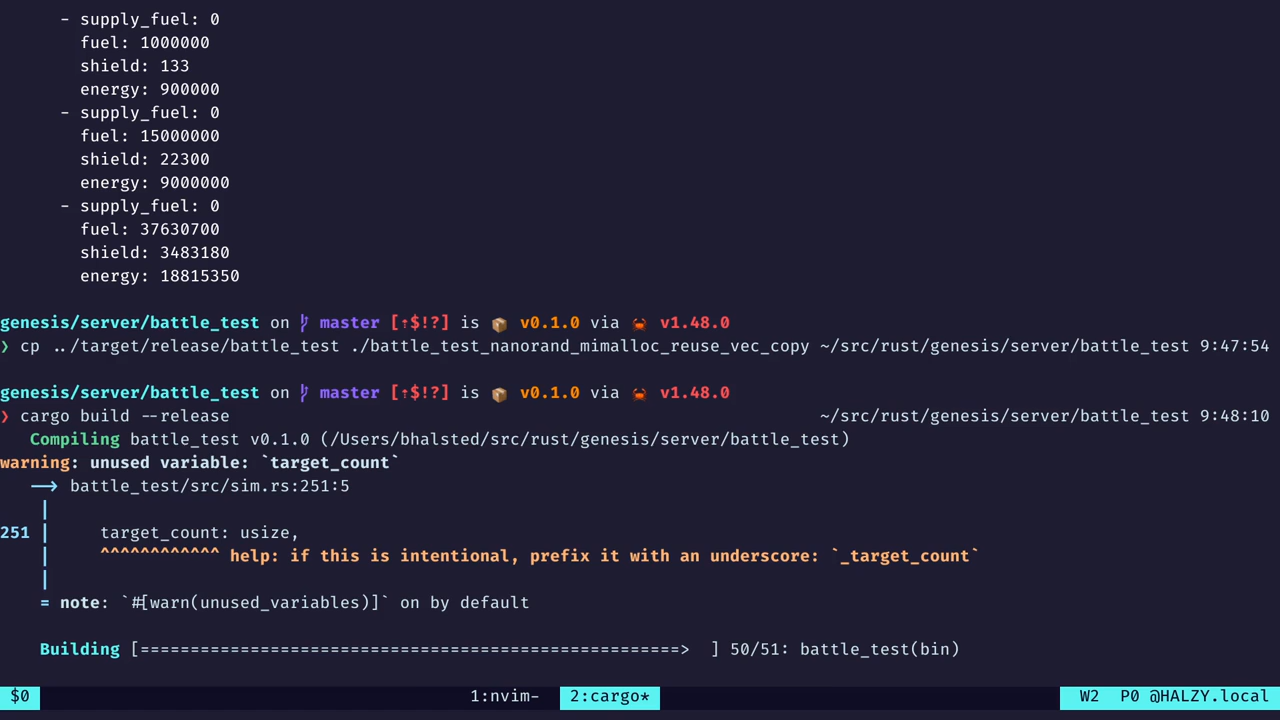 - supply_fuel: 0
fuel: 1000000
shield: 133
energy: 900000
- supply_fuel: 0
fuel: 15000000
shield: 22300
energy: 9000000
- supply_fuel: 0
fuel: 37630700
shield: 3483180
energy: 18815350
genesis/server/battle_test on master [⇡$!?] is 📦 v0.1.0 via 🦀 v1.48.0
❯ cp ../target/release/battle_test ./battle_test_nanorand_mimalloc_reuse_vec_copy ~/src/rust/genesis/server/battle_test 9:47:54
genesis/server/battle_test on master [⇡$!?] is 📦 v0.1.0 via 🦀 v1.48.0
❯ cargo build --release ~/src/rust/genesis/server/battle_test 9:48:10
Compiling battle_test v0.1.0 (/Users/bhalsted/src/rust/genesis/server/battle_test)
warning: unused variable: `target_count`
--> battle_test/src/sim.rs:251:5
|
251 | target_count: usize,
| ^^^^^^^^^^^^ help: if this is intentional, prefix it with an underscore: `_target_count`
|
= note: `#[warn(unused_variables)]` on by default
Building [======================================================> ] 50/51: battle_test(bin)
$0 1:nvim- 2:cargo* W2 P0 @HALZY.local